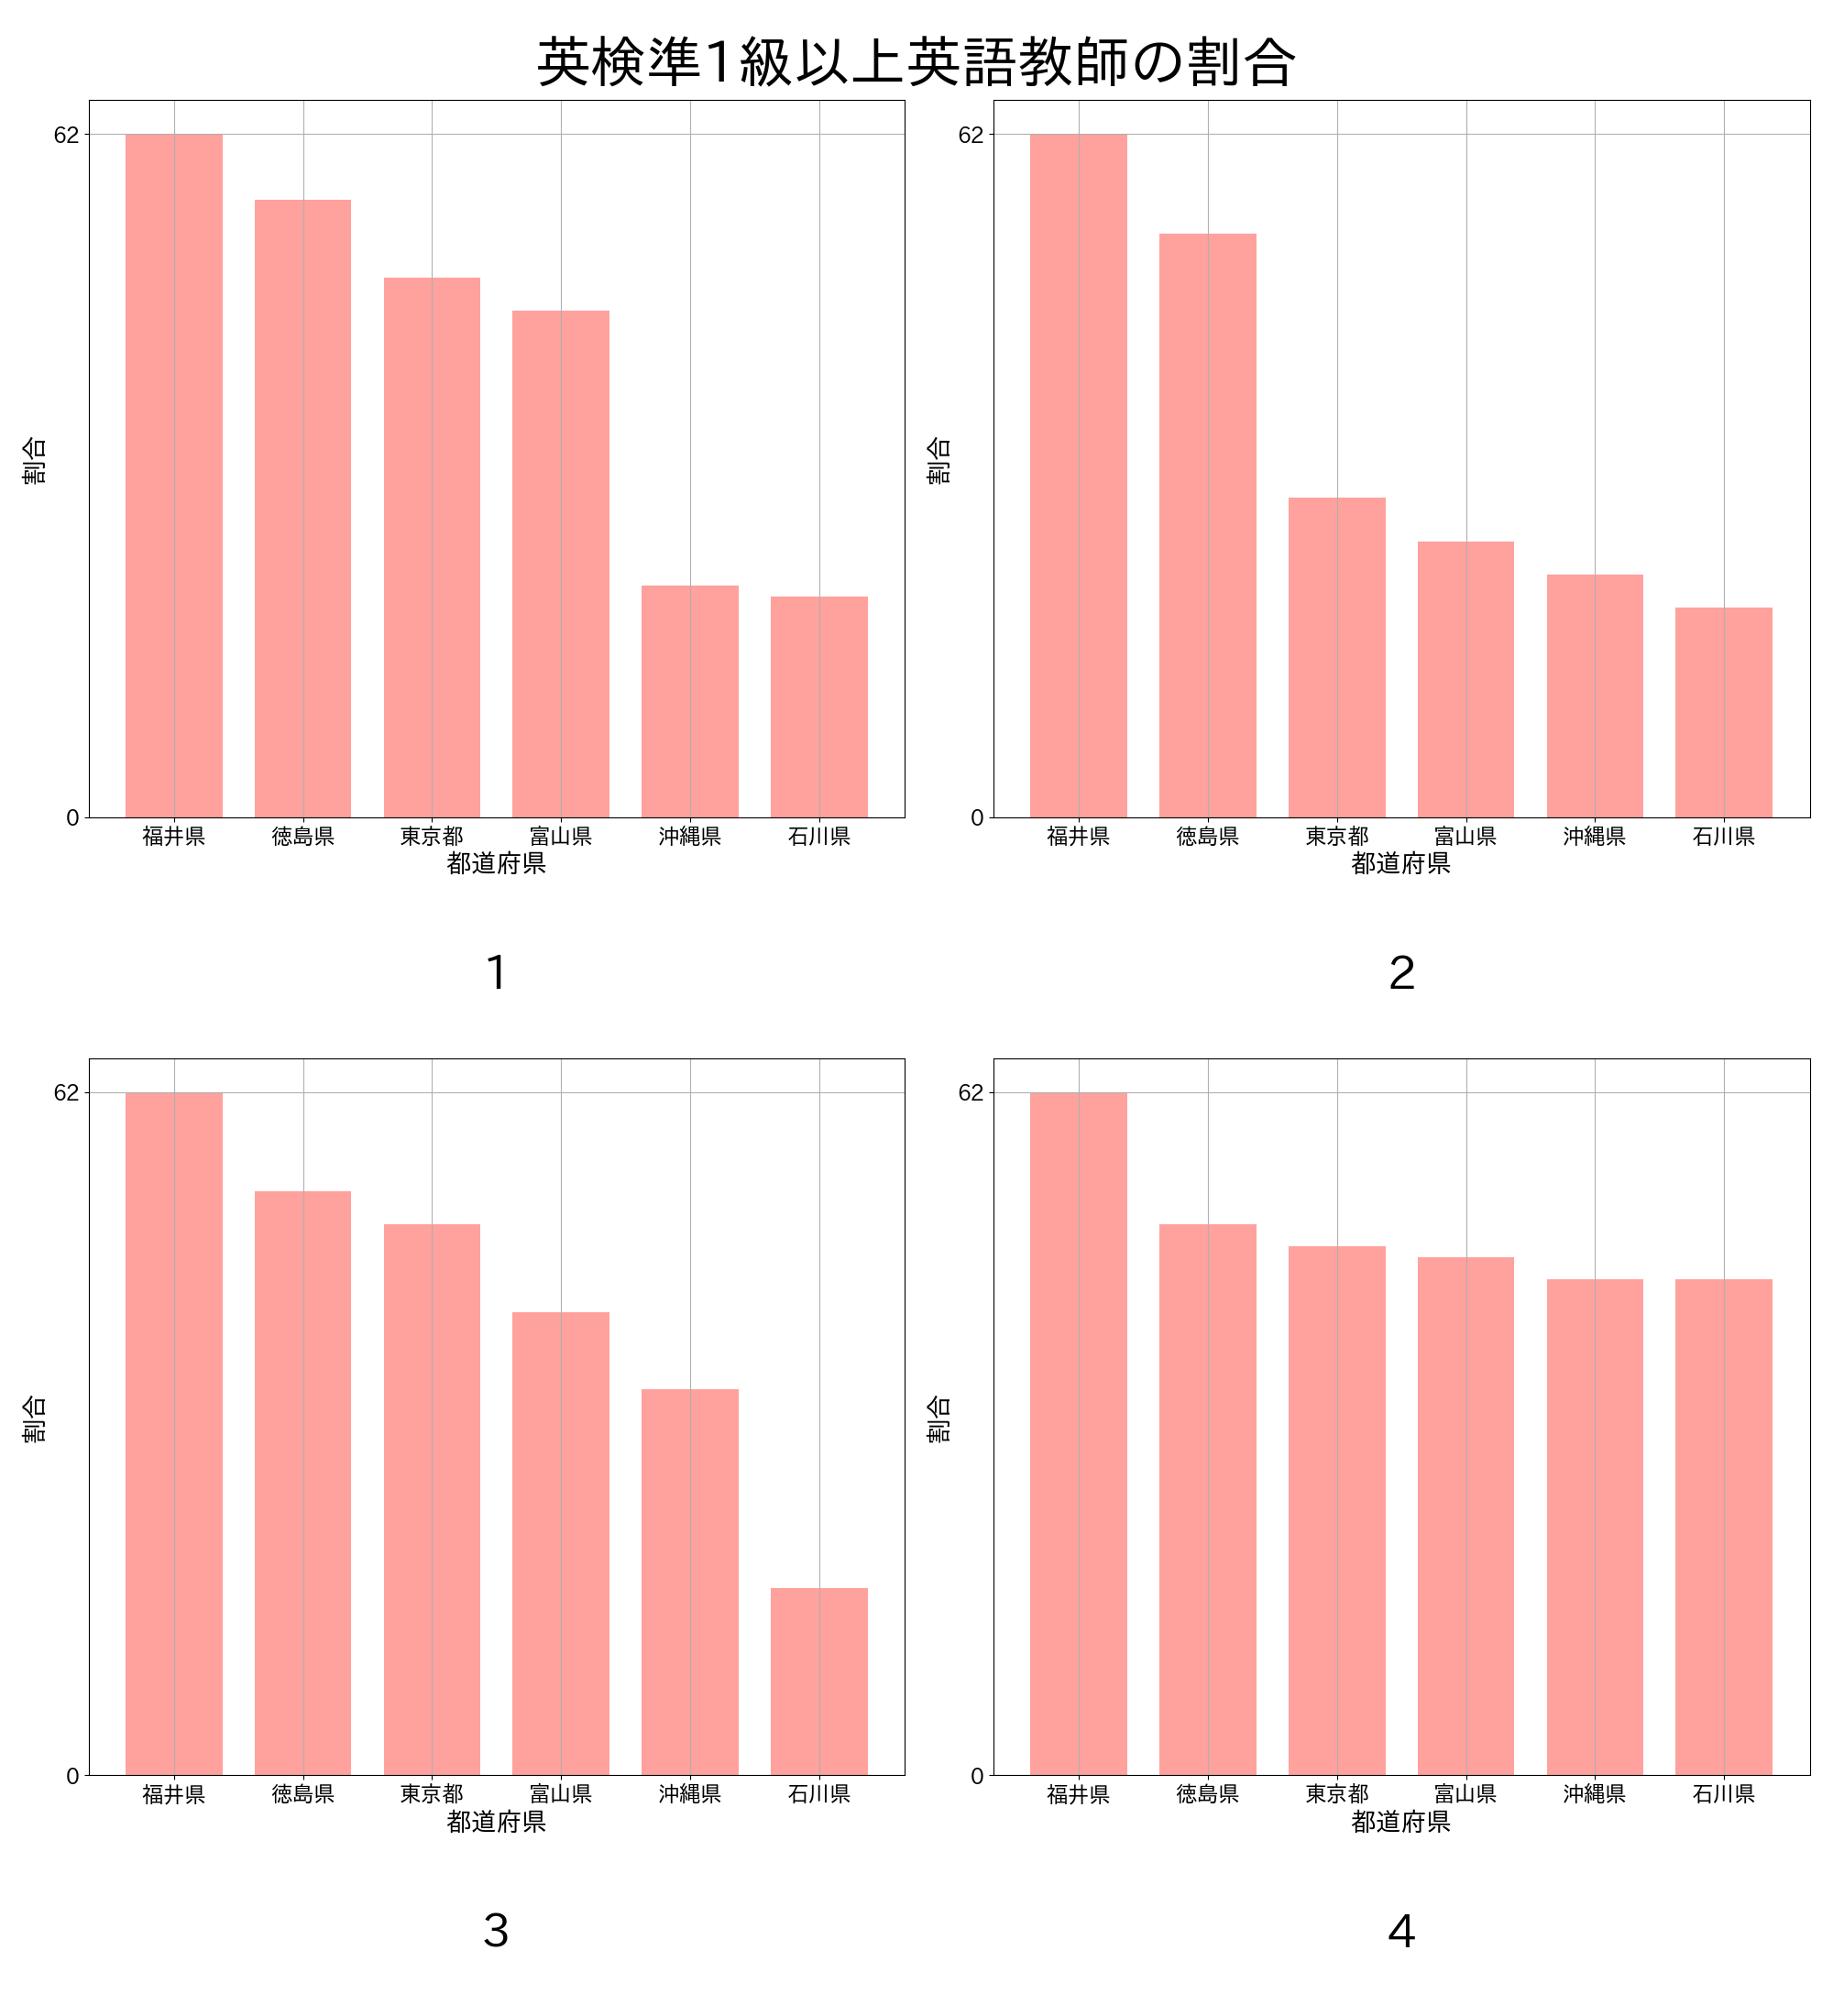 英検準1級以上英語教師の割合
62
0
割合
福井県 徳島県 東京都 富山県 沖縄県 石川県
都道府県
1
62
0
割合
福井県 徳島県 東京都 富山県 沖縄県 石川県
都道府県
2
62
0
割合
福井県 徳島県 東京都 富山県 沖縄県 石川県
都道府県
3
62
0
割合
福井県 徳島県 東京都 富山県 沖縄県 石川県
都道府県
4